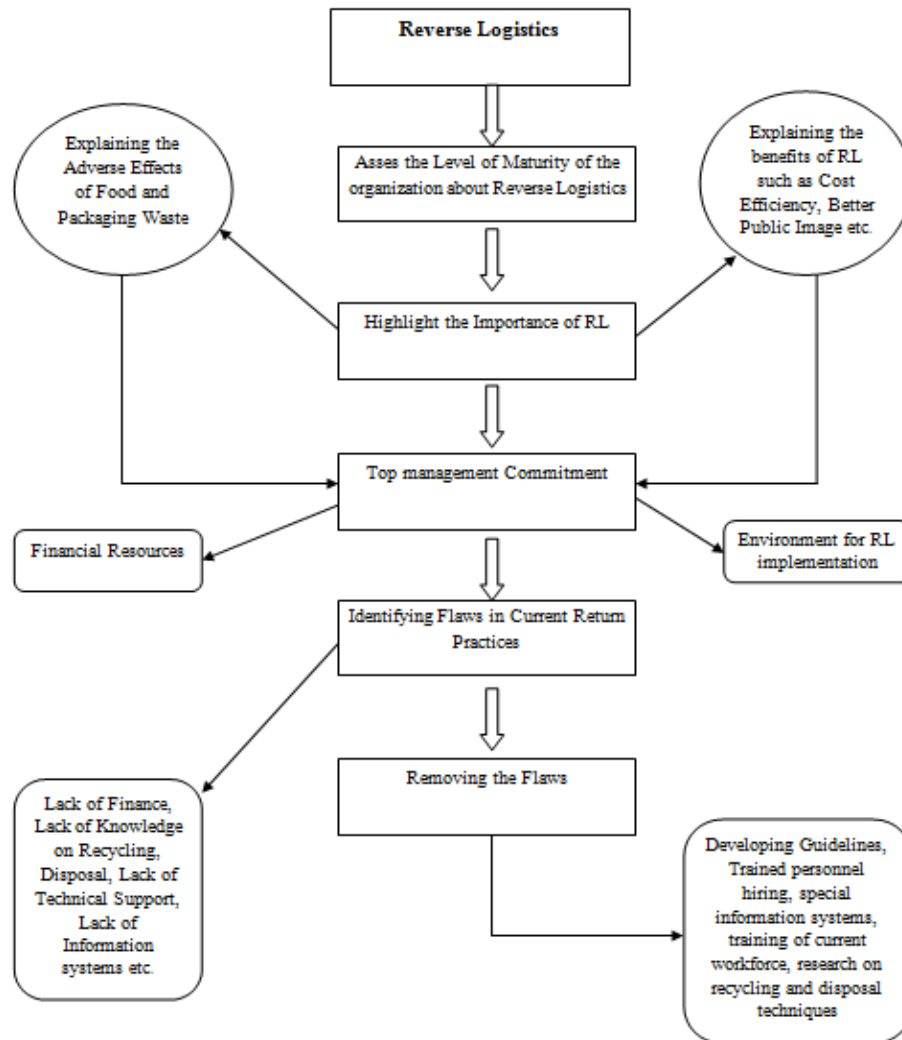 Reverse Logistics
Explaining the
Adverse Effects
of Food and
Packaging Waste
Asses the Level of Maturity of the
organization about Reverse Logistics
Explaining the
benefits of RL
such as Cost
Efficiency, Better
Public Image etc.
Highlight the Importance of RL
Top management Commitment
Financial Resources
Environment for RL
implementation
Identifying Flaws in Current Return
Practices
Removing the Flaws
Lack of Finance,
Lack of Knowledge
on Recycling,
Disposal, Lack of
Technical Support,
Lack of
Information
systems etc.
Developing Guidelines,
Trained personnel
hiring, special
information systems,
training of current
workforce, research on
recycling and disposal
techniques